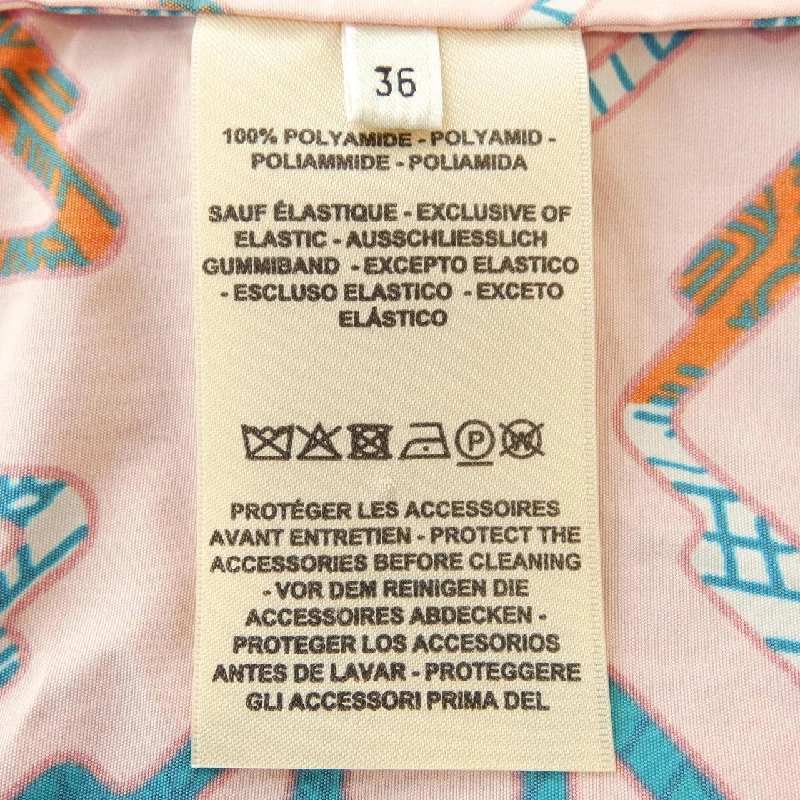 36
100% POLYAMIDE - POLYAMID -
POLIAMMIDE - POLIAMIDA
SAUF ÉLASTIQUE - EXCLUSIVE OF
ELASTIC - AUSSCHLIESSLICH
GUMMIBAND - EXCEPTO ELASTICO
- ESCLUSO ELASTICO - EXCETO
ELÁSTICO
P W
PROTÉGER LES ACCESSOIRES
AVANT ENTRETIEN - PROTECT THE
ACCESSORIES BEFORE CLEANING
- VOR DEM REINIGEN DIE
ACCESSOIRES ABDECKEN -
PROTEGER LOS ACCESORIOS
ANTES DE LAVAR - PROTEGGERE
GLI ACCESSORI PRIMA DEL